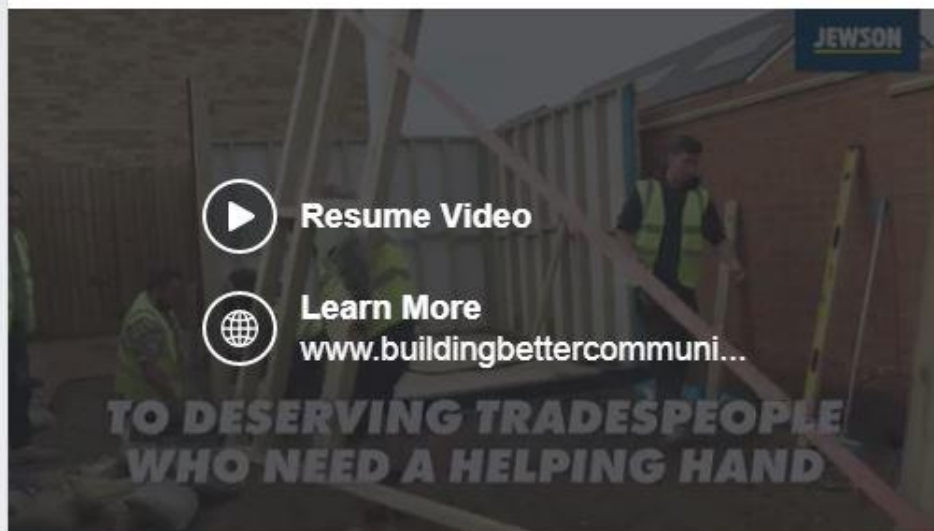 JEWSON
Resume Video
Learn More
www.buildingbettercommuni...
TO DESERVING TRADESPEOPLE
WHO NEED A HELPING HAND